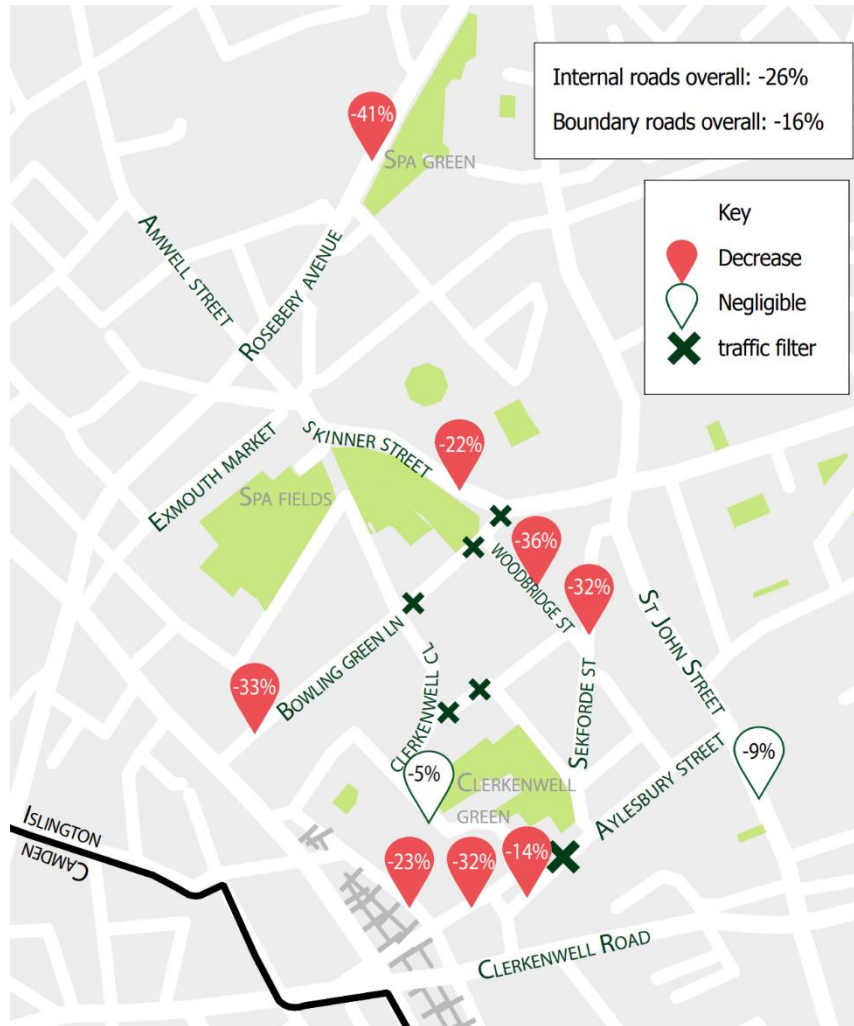 Internal roads overall: -26%
Boundary roads overall: -16%
-41%
SPA GREEN
Key
Decrease
Negligible
traffic filter
AMWELL STREET
ROSEBERY AVENUE
EXMOUTH MARKET
SKINNER STREET
-22%
SPA FIELDS
-36%
WOODBRIDGE ST
-32%
ST JOHN STREET
-33%
BOWLING GREEN LN
CLERKENWELL CL
SEKFORDE ST
-5%
CLERKENWELL
GREEN
AYLESBURY STREET
-9%
ISLINGTON
CAMDEN
-23%
-32%
-14%
CLERKENWELL ROAD